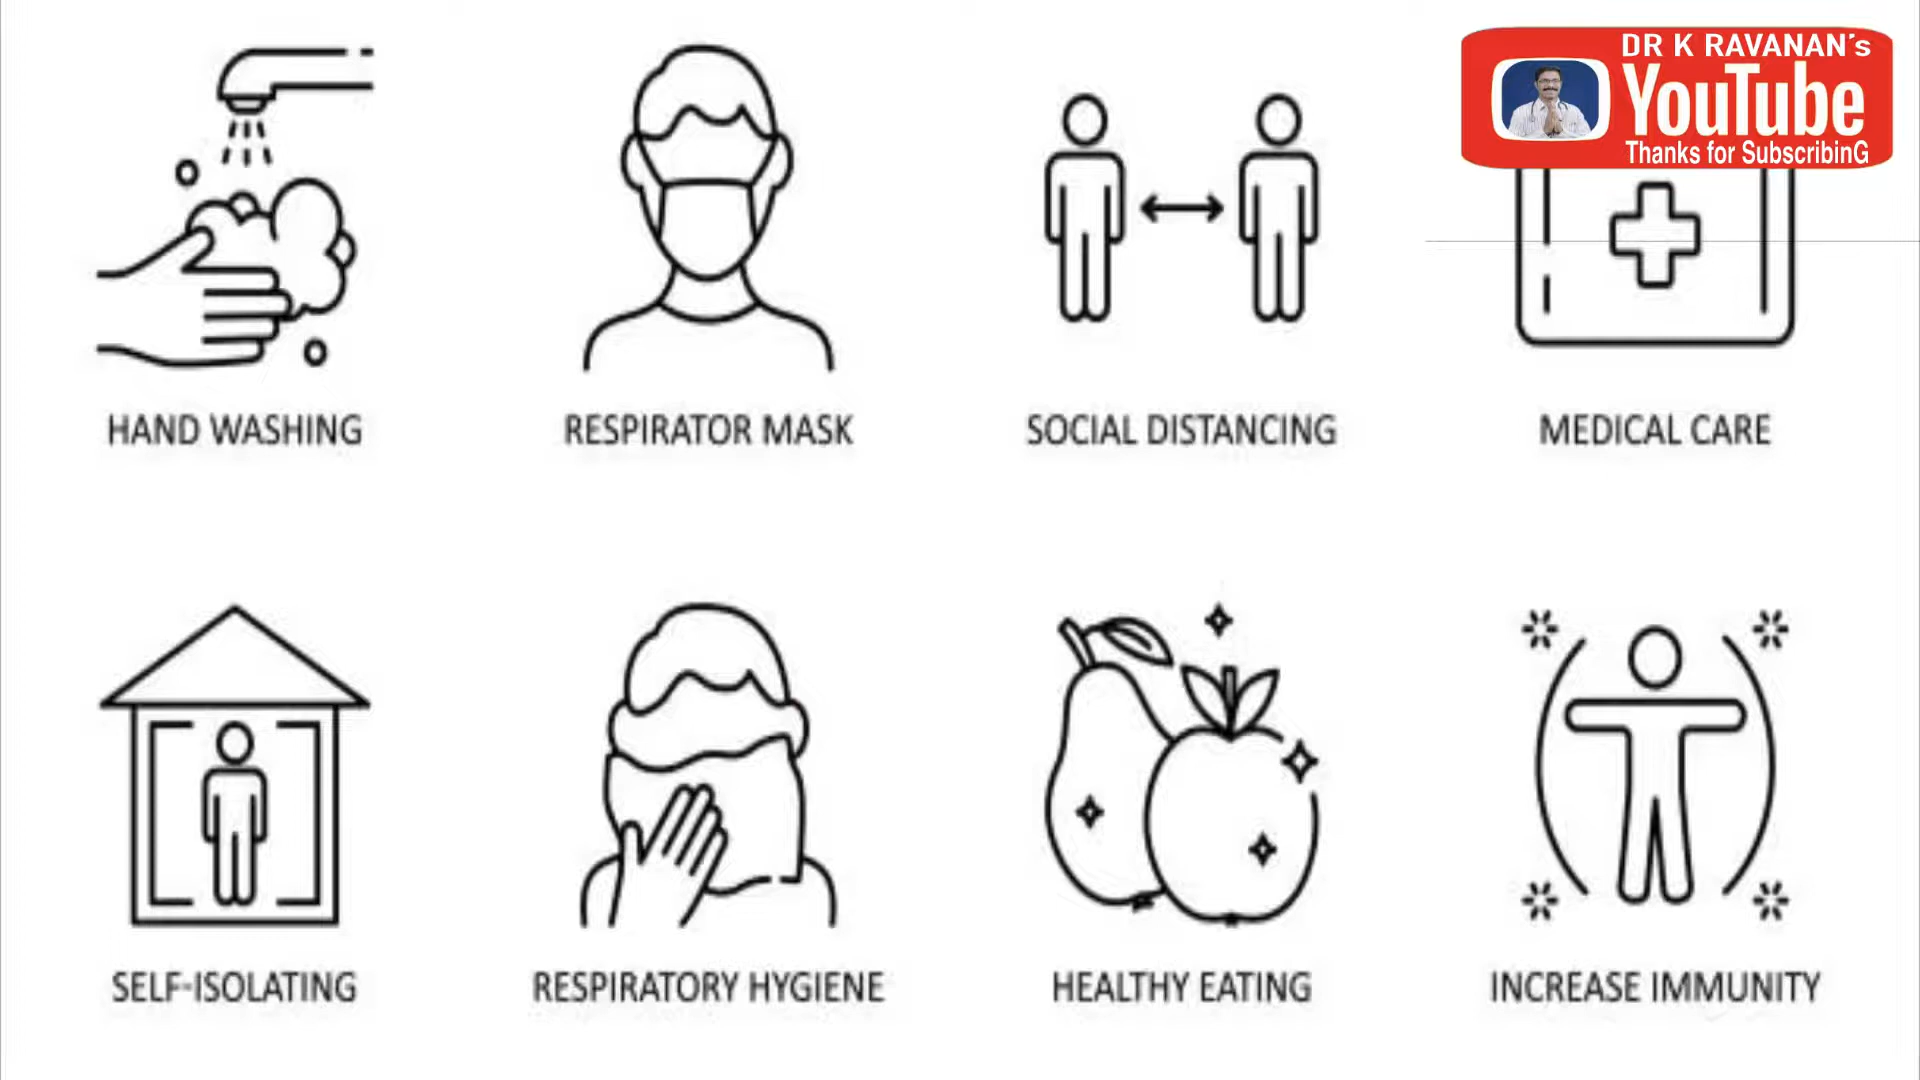 DR K RAVANAN's
YouTube
Thanks for SubscribinG
HAND WASHING
RESPIRATOR MASK
SOCIAL DISTANCING
MEDICAL CARE
SELF-ISOLATING
RESPIRATORY HYGIENE
HEALTHY EATING
INCREASE IMMUNITY